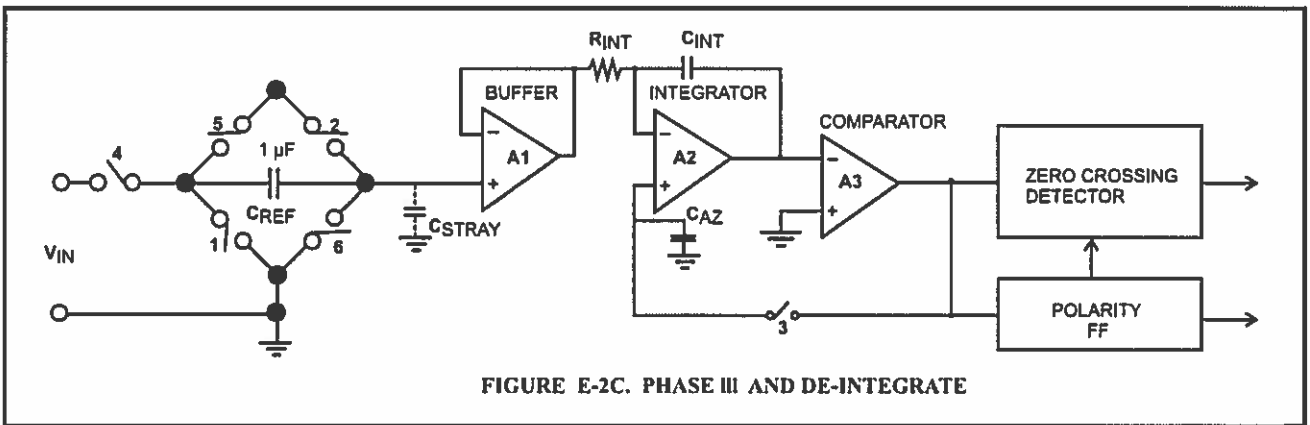 RINT
CINT
BUFFER
INTEGRATOR
COMPARATOR
5
2
1 µF
4
CREF
1
6
CSTRAY
VIN
-
+
A1
-
+
A2
CAZ
-
+
A3
3
ZERO CROSSING
DETECTOR
POLARITY
FF
FIGURE E-2C. PHASE III AND DE-INTEGRATE